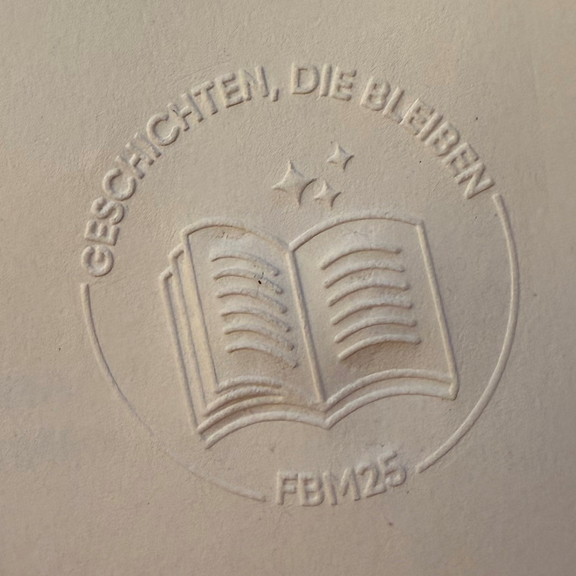 GESCHICHTEN, DIE BLEIBEN
FBM25